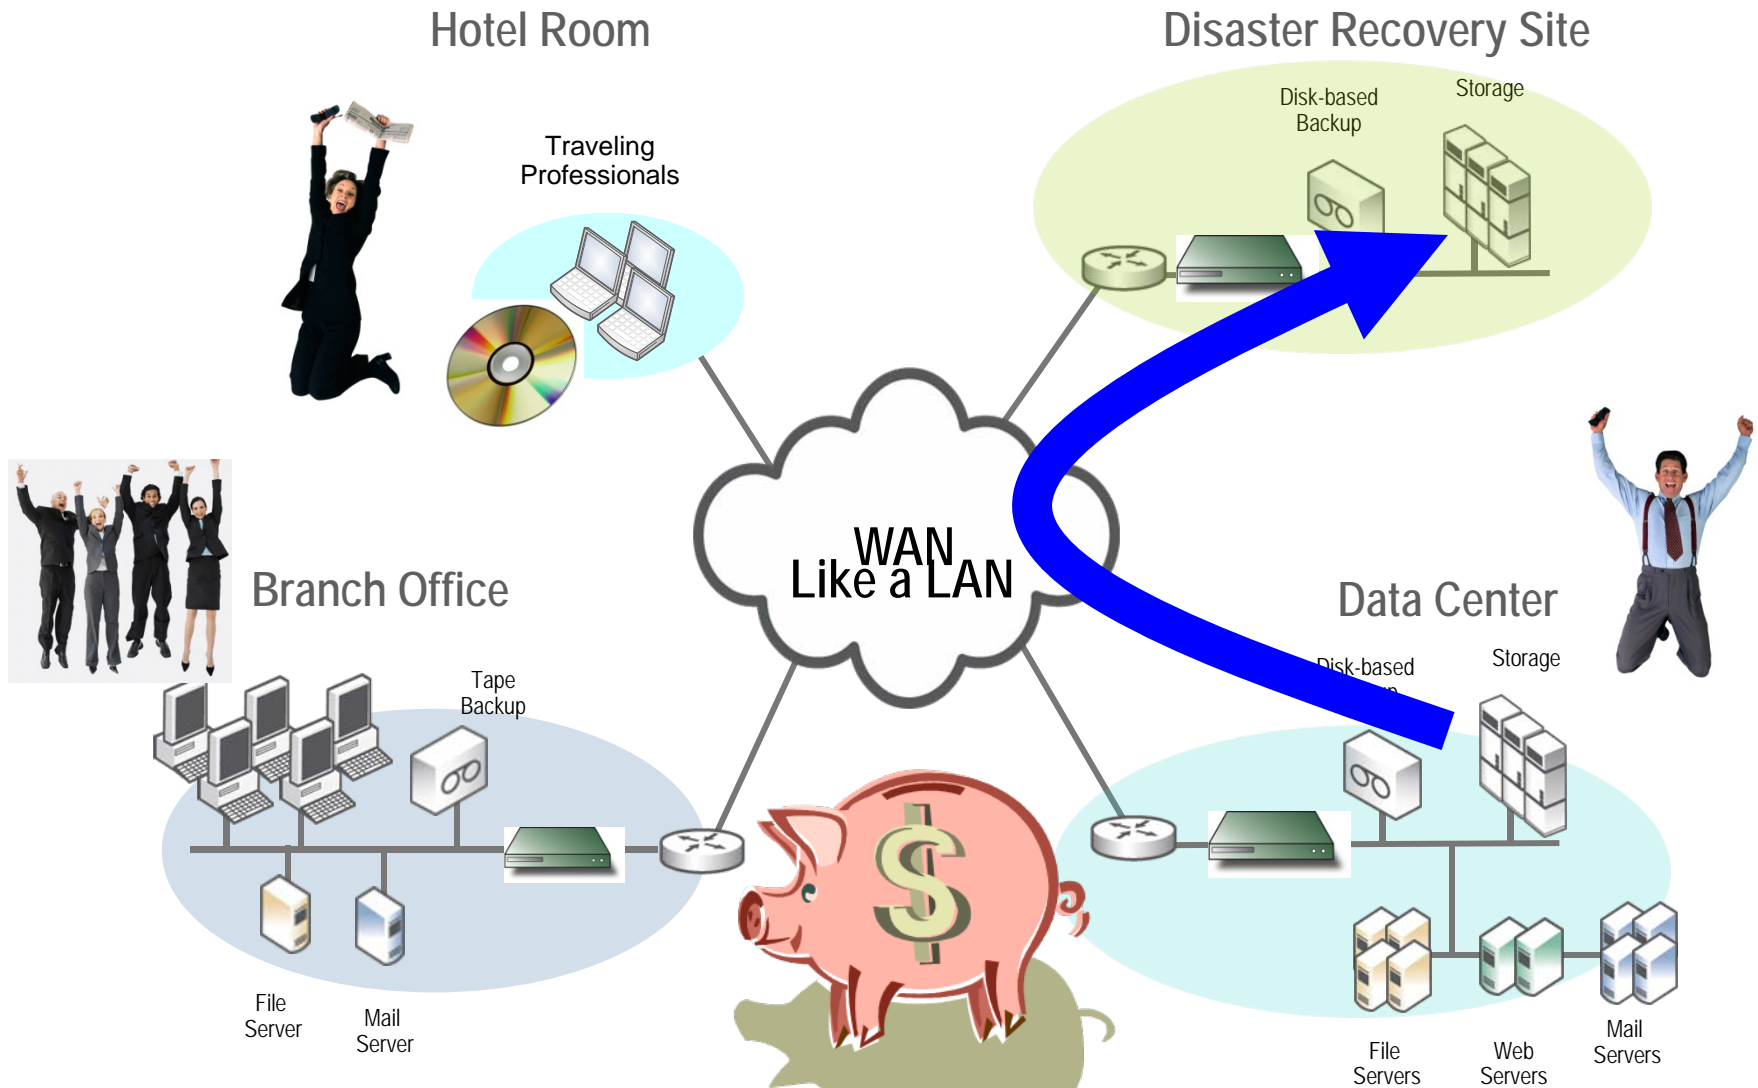 Hotel Room
Disaster Recovery Site
Traveling
Professionals
Disk-based
Backup
Storage
WAN
Like a LAN
Branch Office
Tape
Backup
File
Server
Mail
Server
Data Center
Disk-based
Storage
File
Servers
Web
Servers
Mail
Servers
$